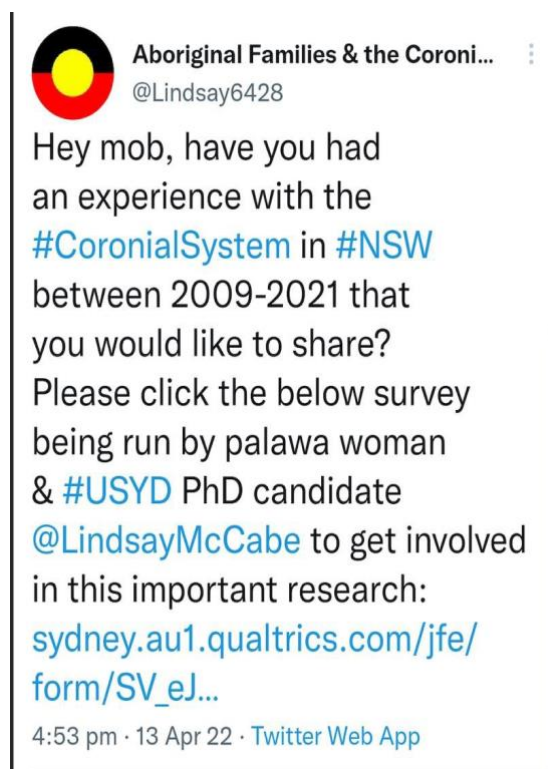 Aboriginal Families & the Coroni...
@Lindsay6428
Hey mob, have you had
an experience with the
#CoronialSystem in #NSW
between 2009-2021 that
you would like to share?
Please click the below survey
being run by palawa woman
& #USYD PhD candidate
@LindsayMcCabe to get involved
in this important research:
sydney.au1.qualtrics.com/jfe/
form/SV_eJ...
4:53 pm · 13 Apr 22 · Twitter Web App